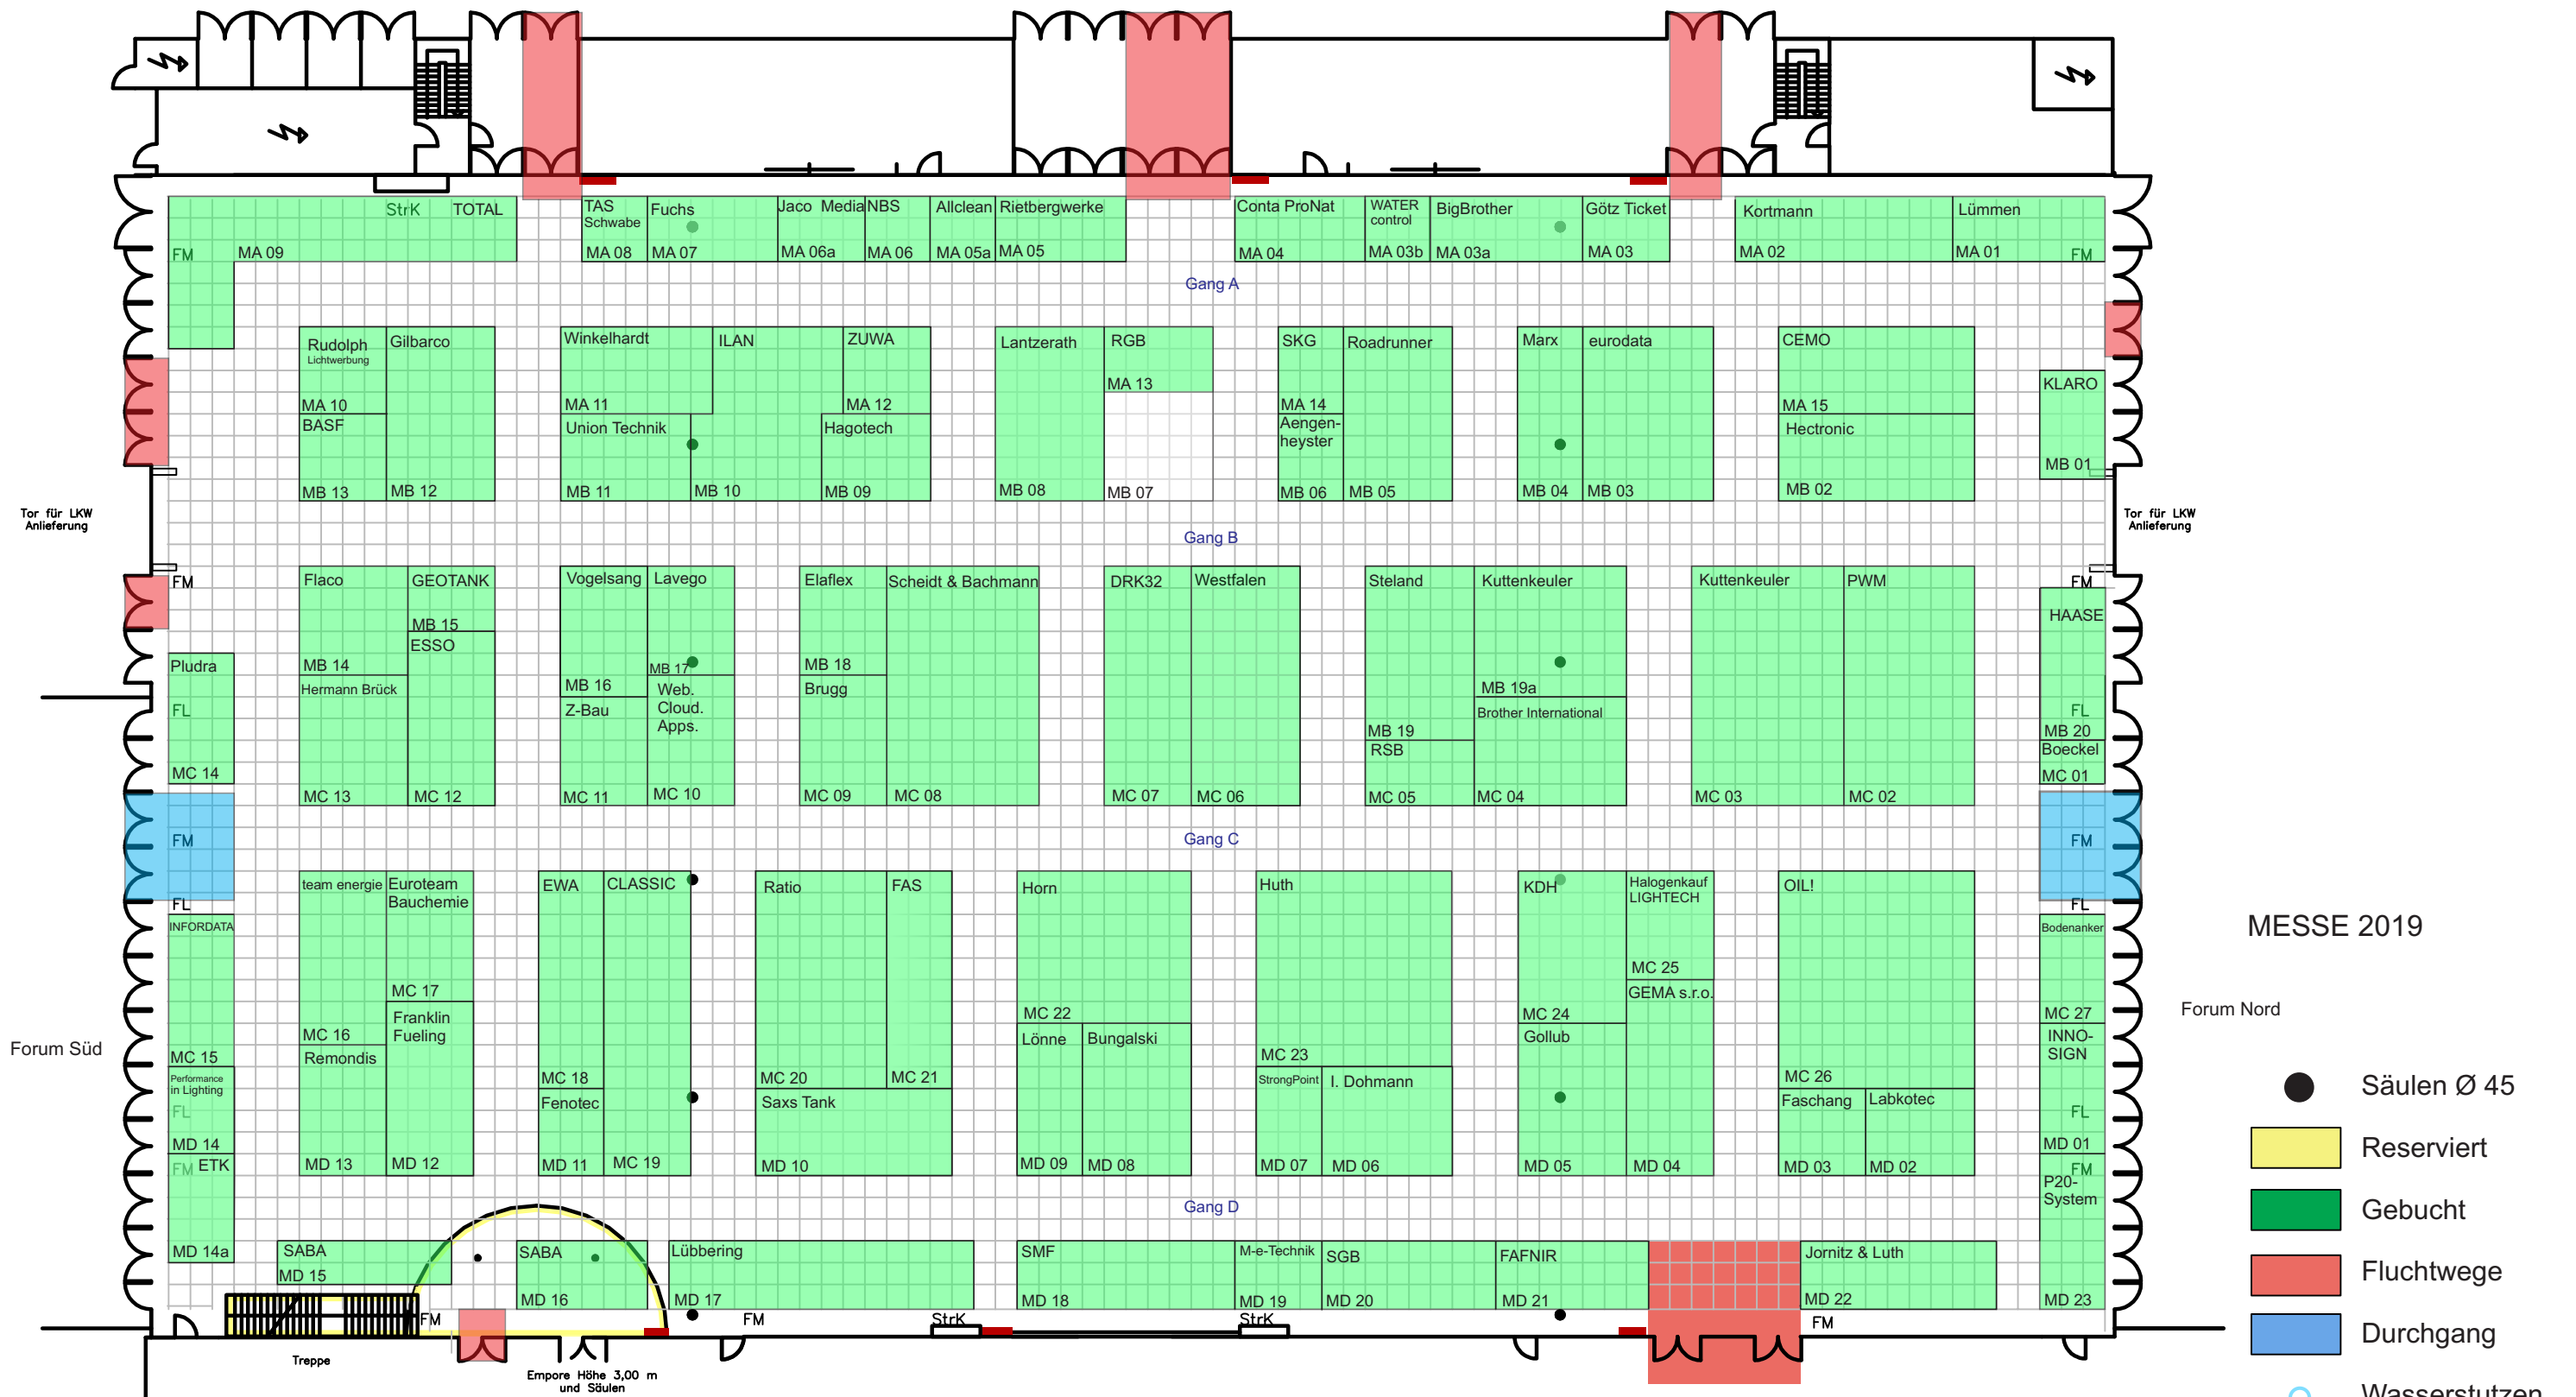 StrK TOTAL
FM MA 09
TAS
Schwabe
MA 08
Fuchs
MA 07
Jaco Media
MA 06a
NBS
MA 06
Allclean
MA 05a
Rietbergwerke
MA 05
Conta ProNat
MA 04
WATER
control
MA 03b
BigBrother
MA 03a
Götz Ticket
MA 03
Kortmann
MA 02
Lümmen
MA 01 FM
Gang A
Rudolph
Lichtwerbung
MA 10
BASF
MB 13
Gilbarco
MB 12
Winkelhardt
MA 11
Union Technik
MB 11
ILAN
MB 10
ZUWA
MA 12
Hagotech
MB 09
Lantzerath
MB 08
RGB
MA 13
MB 07
SKG
MA 14
Aengen-
heyster
MB 06
Roadrunner
MB 05
Marx
MB 04
eurodata
MB 03
CEMO
MA 15
Hectronic
MB 02
KLARO
MB 01
Tor für LKW
Anlieferung
Tor für LKW
Anlieferung
Gang B
FM
Pludra
FL
MC 14
Flaco
MB 14
Hermann Brück
MC 13
GEOTANK
MB 15
ESSO
MC 12
Vogelsang
MB 16
Z-Bau
MC 11
Lavego
MB 17
Web.
Cloud.
Apps.
MC 10
Elaflex
MB 18
Brugg
MC 09
Scheidt & Bachmann
MC 08
DRK32
MC 07
Westfalen
MC 06
Steland
MB 19
RSB
MC 05
Kuttenkeuler
MB 19a
Brother International
MC 04
Kuttenkeuler
MC 03
PWM
MC 02
FM
HAASE
FL
MB 20
Boeckel
MC 01
FM
Gang C
FM
FL
INFORDATA
MC 15
Performance
in Lighting
FL
MD 14
FM ETK
MD 14a
team energie
MC 16
Remondis
MD 13
Euroteam
Bauchemie
MC 17
Franklin
Fueling
MD 12
EWA
MC 18
Fenotec
MD 11
CLASSIC
MC 19
Ratio
MC 20
FAS
MC 21
Saxs Tank
MD 10
Horn
MC 22
Lönne
MD 09
Bungalski
MD 08
Huth
MC 23
StrongPoint
MD 07
I. Dohmann
MD 06
KDH
MC 24
Gollub
MD 05
Halogenkauf
LIGHTECH
MC 25
GEMA s.r.o.
MD 04
OIL!
MC 26
Faschang
MD 03
Labkotec
MD 02
FL
Bodenanker
MC 27
INNO-
SIGN
FL
MD 01
FM
P20-
System
MD 23
Forum Süd
Forum Nord
Gang D
SABA
MD 15
SABA
MD 16
Lübbering
MD 17
SMF
MD 18
M-e-Technik
MD 19
SGB
MD 20
FAFNIR
MD 21
Jornitz & Luth
MD 22
FM
FM
StrK
StrK
FM
Treppe
Empore Höhe 3,00 m
und Säulen
MESSE 2019
Säulen Ø 45
Reserviert
Gebucht
Fluchtwege
Durchgang
Wasserstutzen